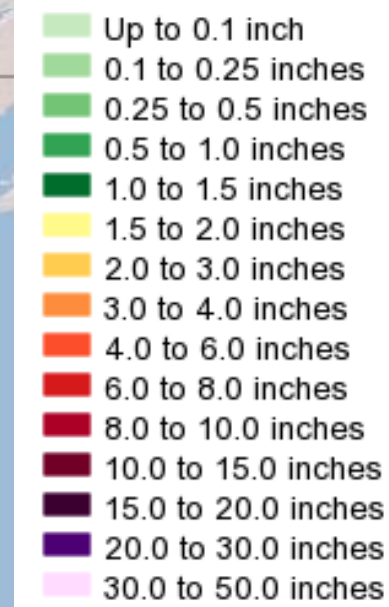 Up to 0.1 inch
0.1 to 0.25 inches
0.25 to 0.5 inches
0.5 to 1.0 inches
1.0 to 1.5 inches
1.5 to 2.0 inches
2.0 to 3.0 inches
3.0 to 4.0 inches
4.0 to 6.0 inches
6.0 to 8.0 inches
8.0 to 10.0 inches
10.0 to 15.0 inches
15.0 to 20.0 inches
20.0 to 30.0 inches
30.0 to 50.0 inches